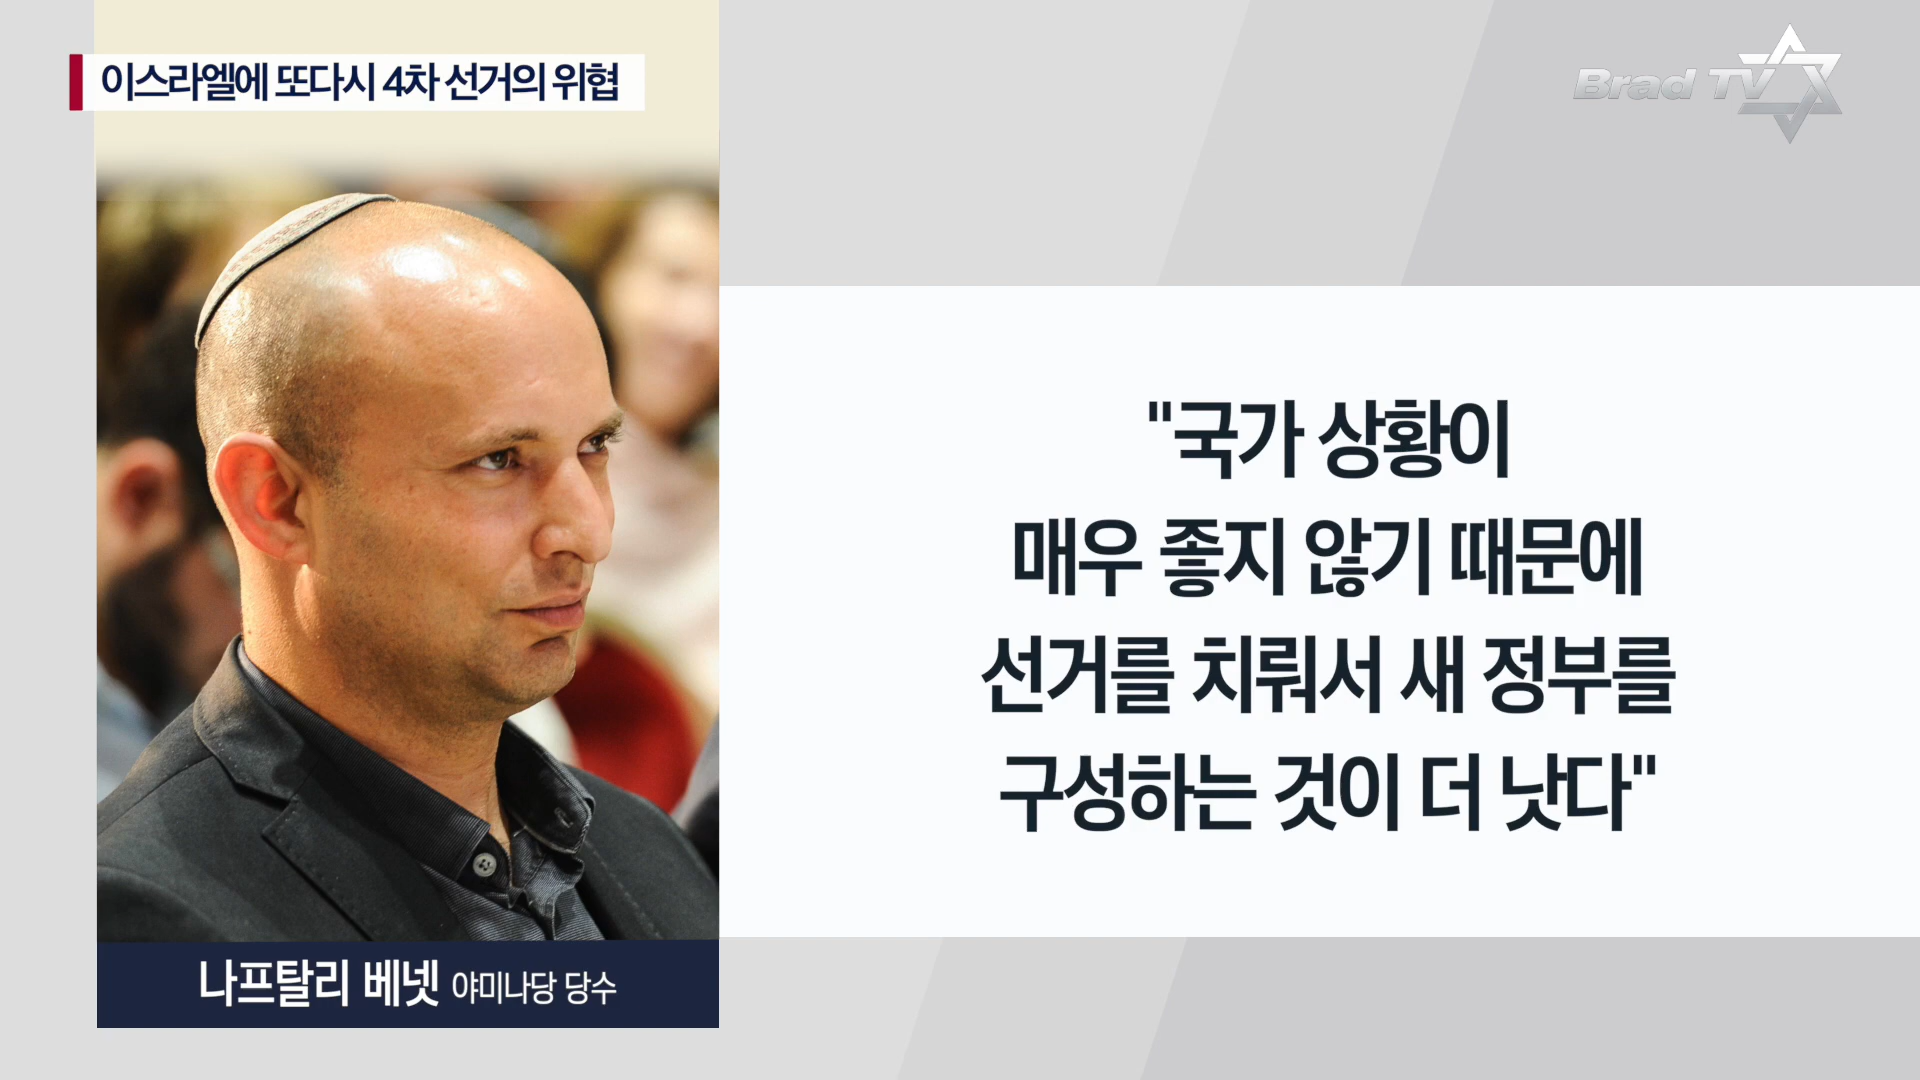 이스라엘에 또다시 4차 선거의 위협
Brad TV
"국가 상황이
매우 좋지 않기 때문에
선거를 치뤄서 새 정부를
구성하는 것이 더 낫다"
나프탈리 베넷 야미나당 당수